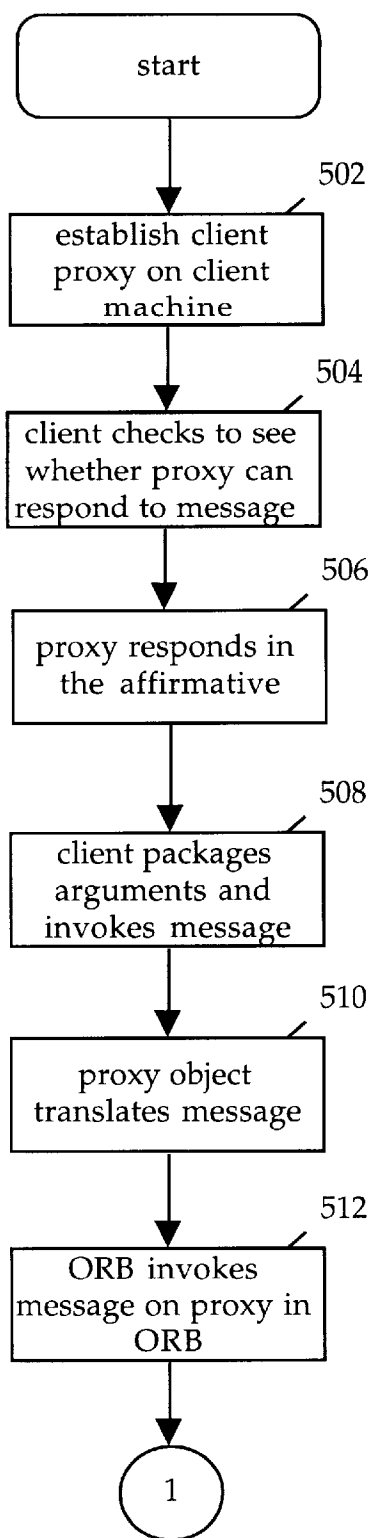 start
502
establish client
proxy on client
machine
504
client checks to see
whether proxy can
respond to message
506
proxy responds in
the affirmative
508
client packages
arguments and
invokes message
510
proxy object
translates message
512
ORB invokes
message on proxy in
ORB
1